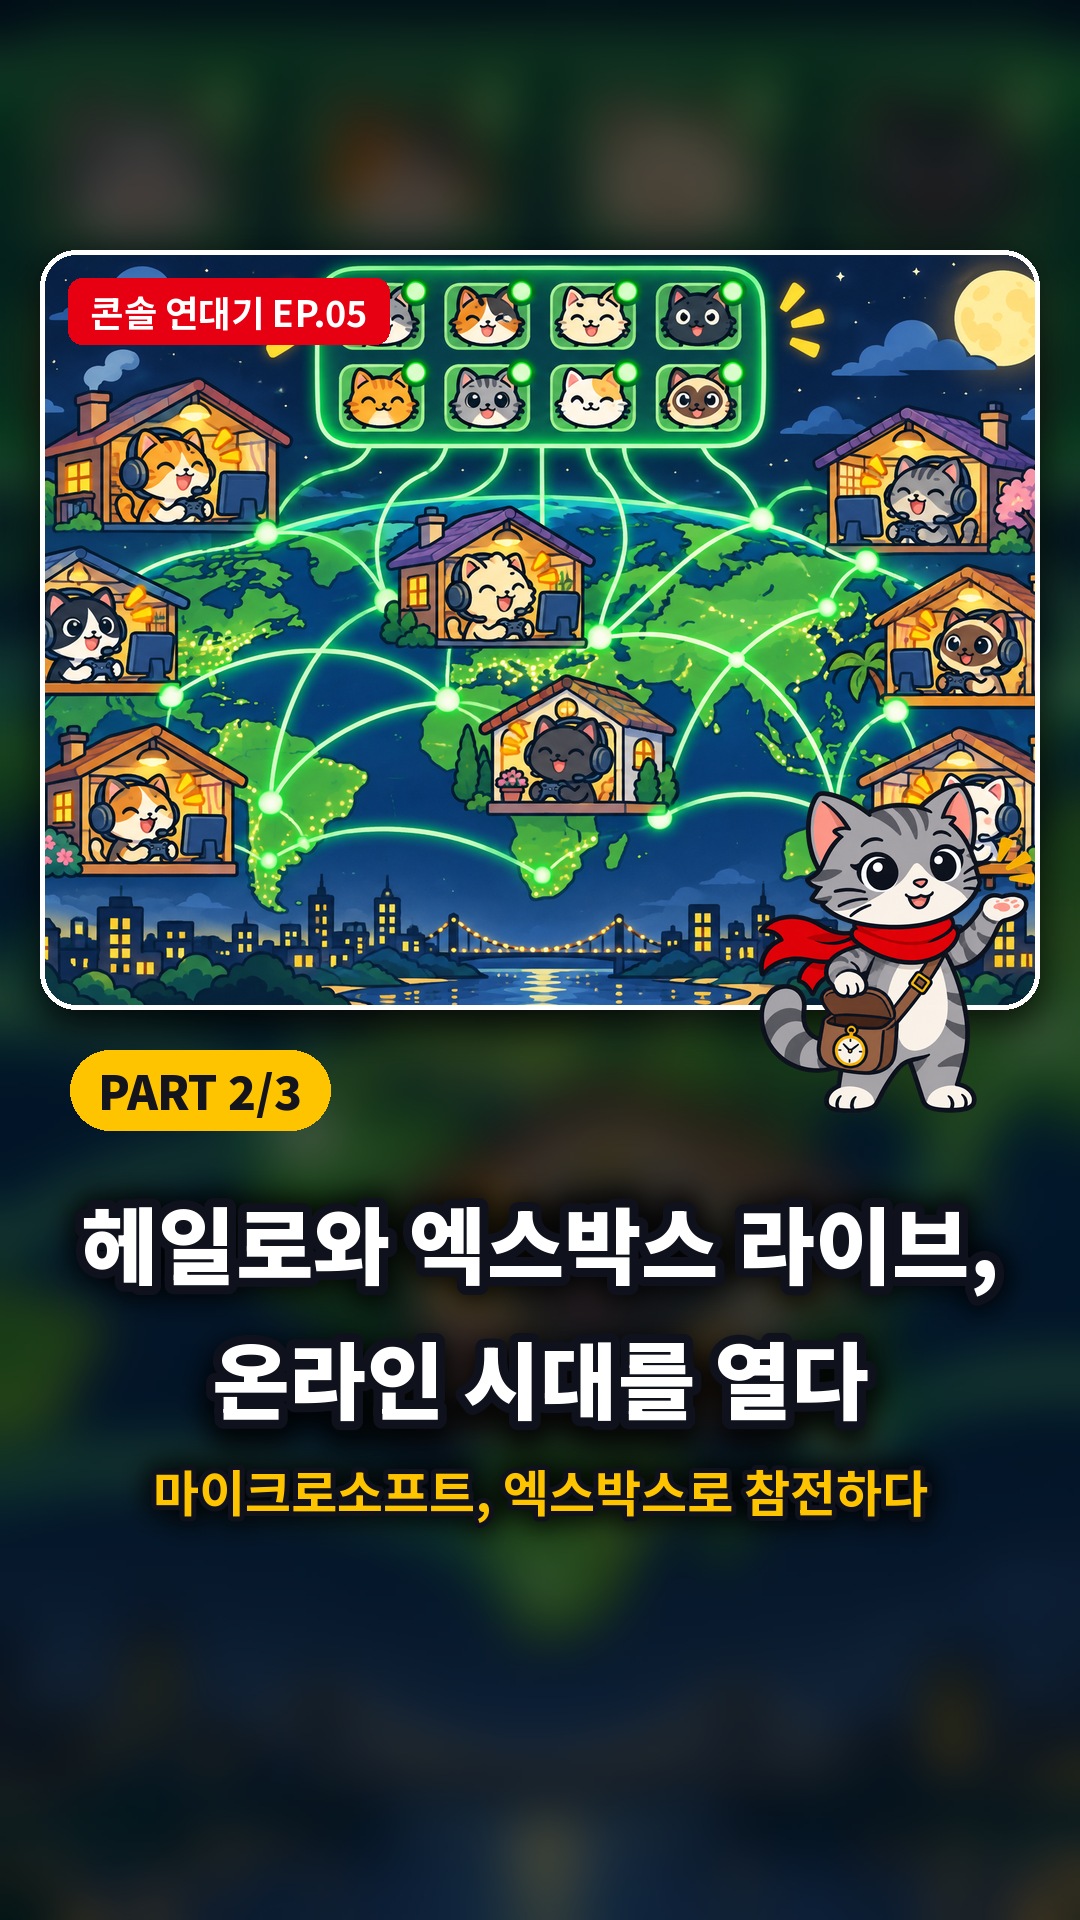 콘솔 연대기 EP.05
PART 2/3
헤일로와 엑스박스 라이브,
온라인 시대를 열다
마이크로소프트, 엑스박스로 참전하다